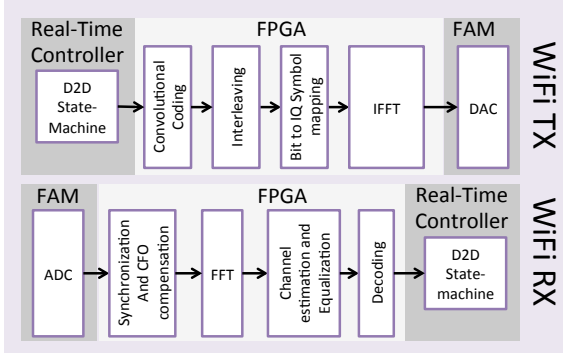 Real-Time
Controller
FPGA
FAM
D2D
State-
Machine
Convolutional
Coding
Interleaving
Bit to IQ Symbol
mapping
IFFT
DAC
WiFi TX
FAM
FPGA
Real-Time
Controller
ADC
Synchronization
And CFO
compensation
FFT
Channel
estimation and
Equalization
Decoding
D2D
State-
machine
WiFi RX